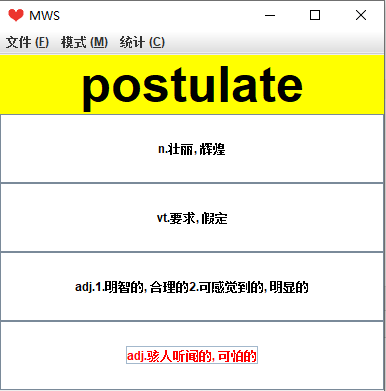 MWS
文件 (F) 模式 (M) 统计 (C)
postulate
n.壮丽, 辉煌
vt.要求, 假定
adj.1.明智的, 合理的2.可感觉到的, 明显的
adj.骇人听闻的, 可怕的